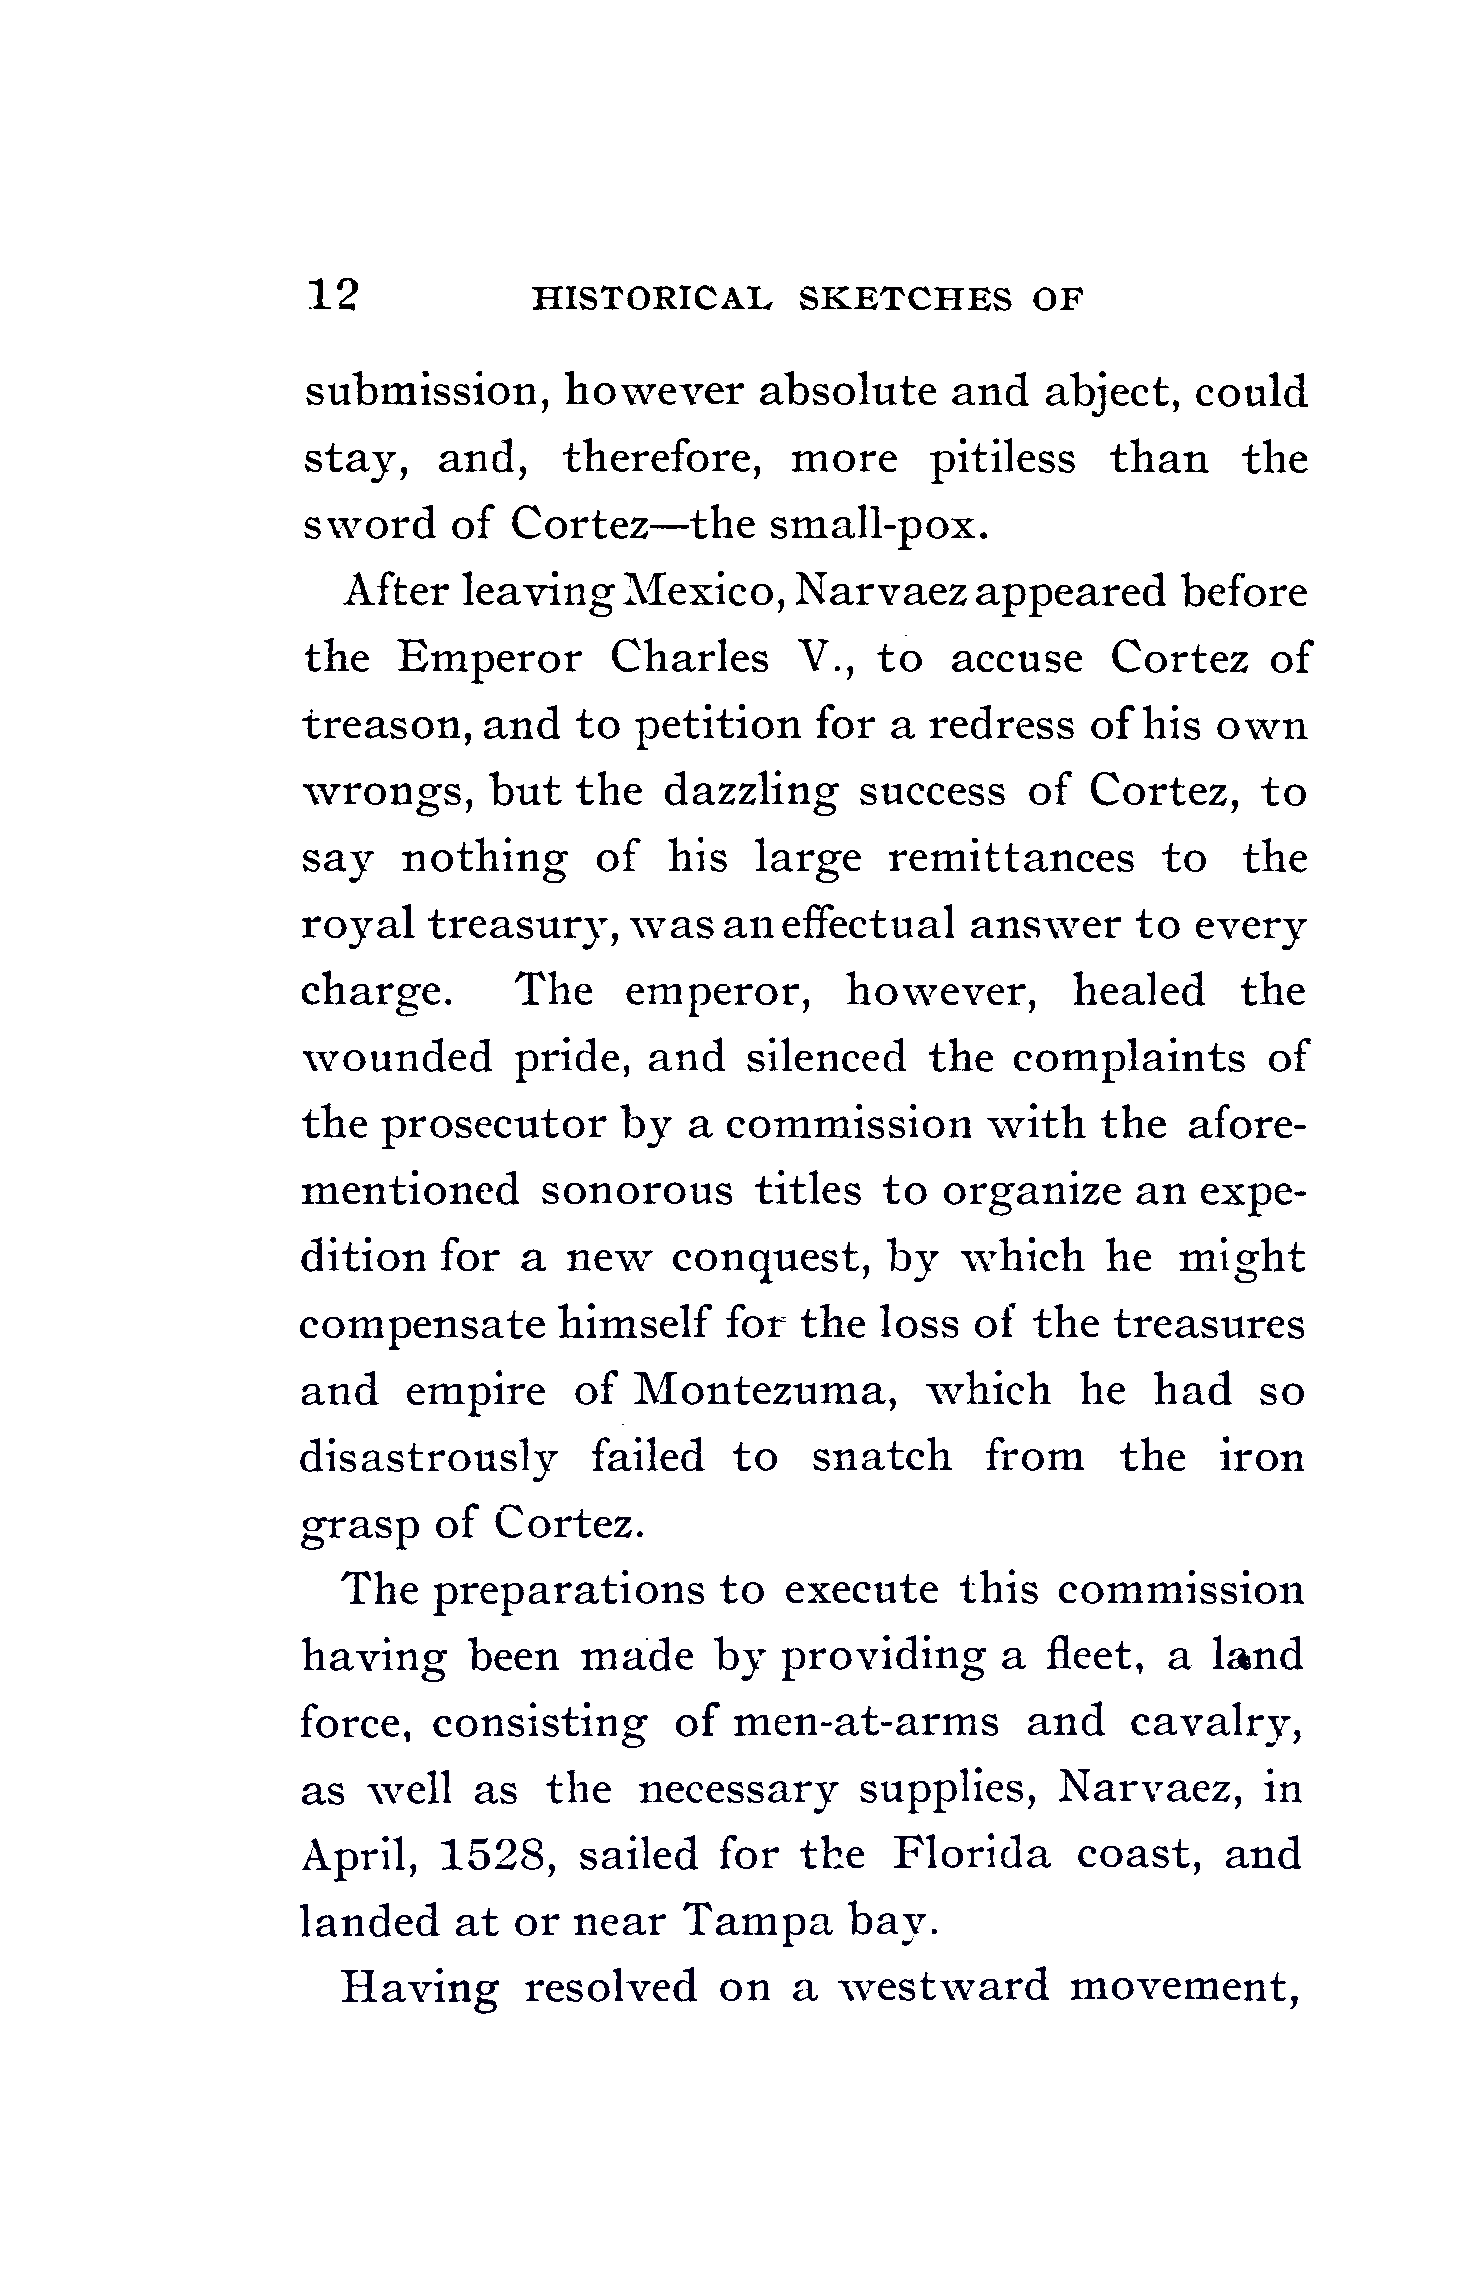 12 HISTORICAL SKETCHES OF
submission, however absolute and abject, could
stay, and, therefore, more pitiless than the
sword of Cortez—the small-pox.
After leaving Mexico, Narvaez appeared before
the Emperor Charles V., to accuse Cortez of
treason, and to petition for a redress of his own
wrongs, but the dazzling success of Cortez, to
say nothing of his large remittances to the
royal treasury, was an effectual answer to every
charge. The emperor, however, healed the
wounded pride, and silenced the complaints of
the prosecutor by a commission with the afore-
mentioned sonorous titles to organize an expe-
dition for a new conquest, by which he might
compensate himself for the loss of the treasures
and empire of Montezuma, which he had so
disastrously failed to snatch from the iron
grasp of Cortez.
The preparations to execute this commission
having been made by providing a fleet, a land
force, consisting of men-at-arms and cavalry,
as well as the necessary supplies, Narvaez, in
April, 1528, sailed for the Florida coast, and
landed at or near Tampa bay.
Having resolved on a westward movement,